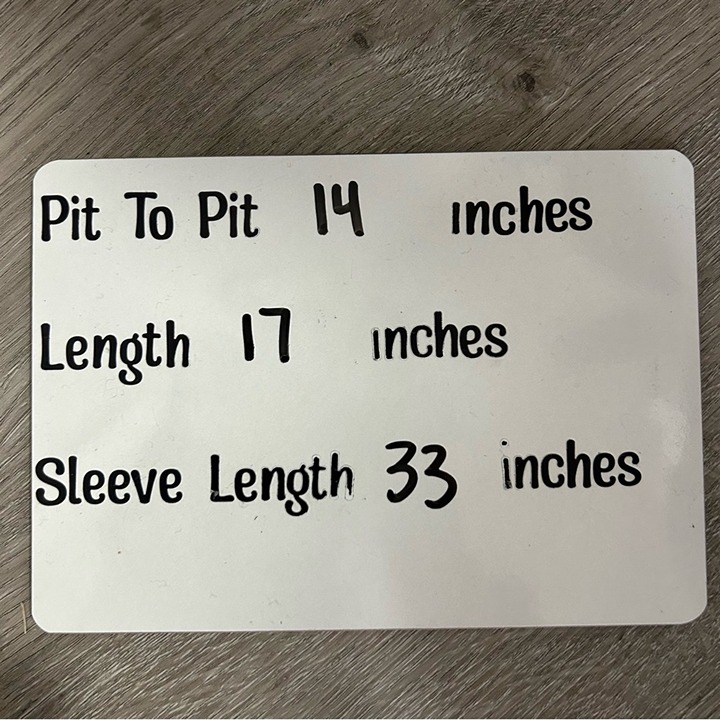 Pit To Pit 14 inches
Length 17 inches
Sleeve Length 33 inches